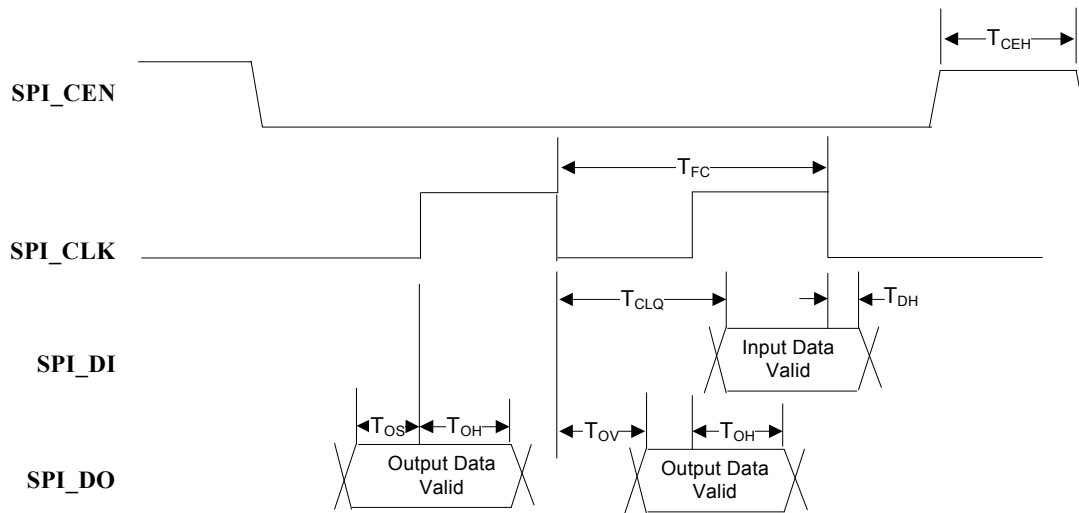 T_CEH
SPI_CEN
T_FC
SPI_CLK
T_CLQ
T_DH
SPI_DI
Input Data
Valid
T_OS
T_OH
T_OV
T_OH
SPI_DO
Output Data
Valid
Output Data
Valid